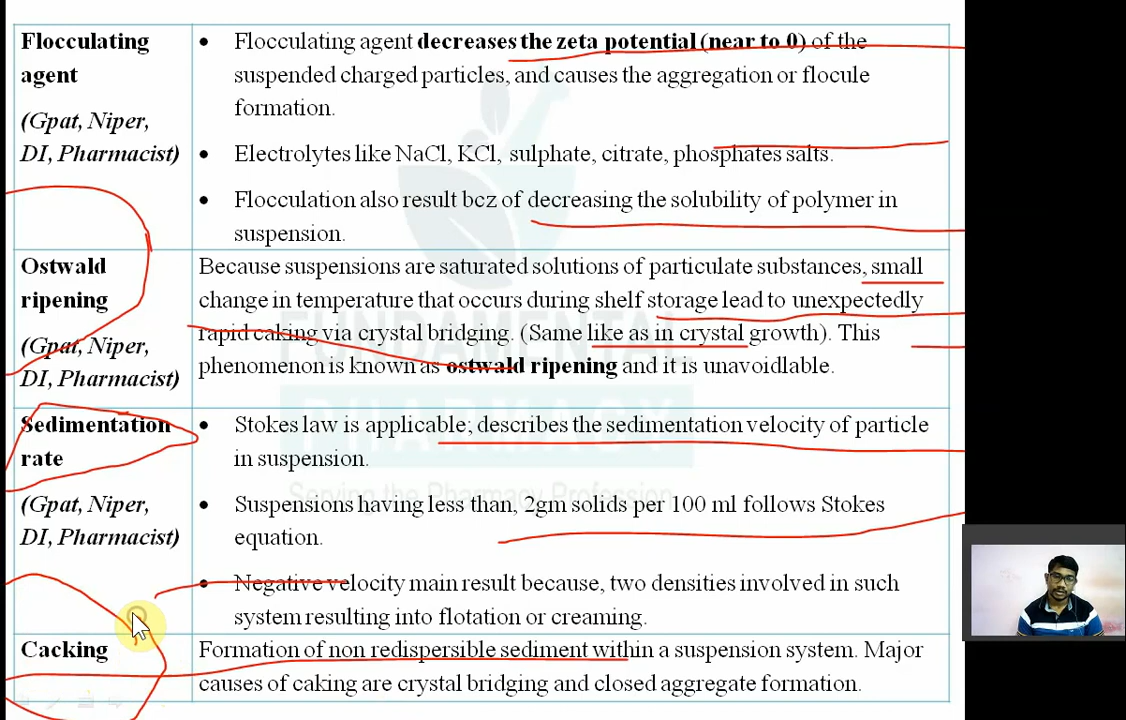 Flocculating
agent
(Gpat, Niper,
DI, Pharmacist)
• Flocculating agent decreases the zeta potential (near to 0) of the
suspended charged particles, and causes the aggregation or flocule
formation.
• Electrolytes like NaCl, KCl, sulphate, citrate, phosphates salts.
• Flocculation also result bcz of decreasing the solubility of polymer in
suspension.
Ostwald
ripening
(Gpat, Niper,
DI, Pharmacist)
Because suspensions are saturated solutions of particulate substances, small
change in temperature that occurs during shelf storage lead to unexpectedly
rapid caking via crystal bridging. (Same like as in crystal growth). This
phenomenon is known as ostwald ripening and it is unavoidlable.
Sedimentation
rate
(Gpat, Niper,
DI, Pharmacist)
• Stokes law is applicable; describes the sedimentation velocity of particle
in suspension.
• Suspensions having less than, 2gm solids per 100 ml follows Stokes
equation.
• Negative velocity main result because, two densities involved in such
system resulting into flotation or creaming.
Cacking
Formation of non redispersible sediment within a suspension system. Major
causes of caking are crystal bridging and closed aggregate formation.
FUNDAMENTAL
PHARMACY
Serving the Pharmacy Profession